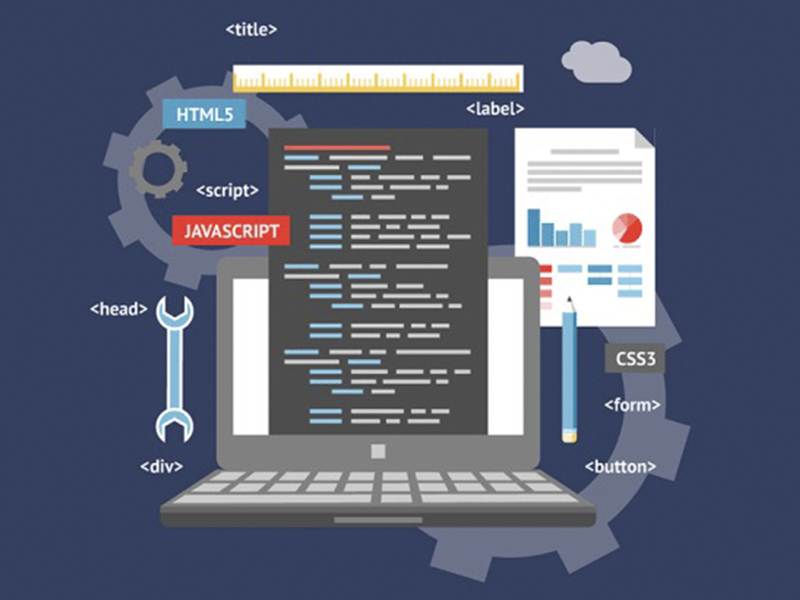 <title>
<label>
HTML5
<script>
JAVASCRIPT
<head>
CSS3
<form>
<div>
<button>